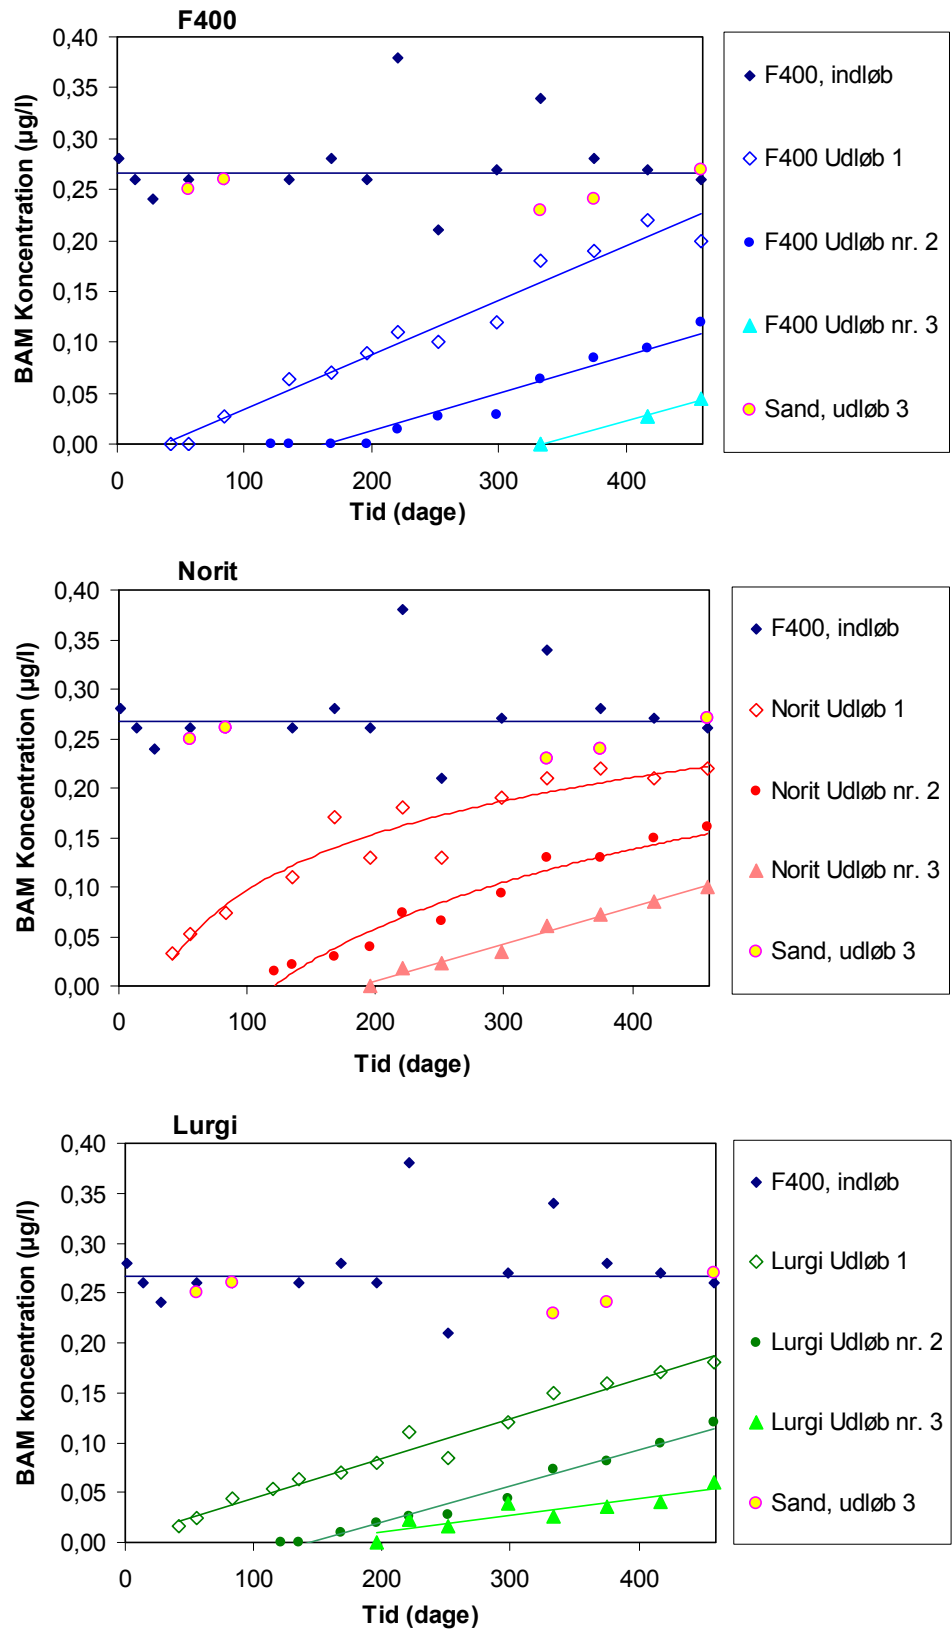 F400
0,40
0,35
0,30
0,25
0,20
0,15
0,10
0,05
0,00
BAM Koncentration (µg/l)
0 100 200 300 400
Tid (dage)
F400, indløb
F400 Udløb 1
F400 Udløb nr. 2
F400 Udløb nr. 3
Sand, udløb 3
Norit
0,40
0,35
0,30
0,25
0,20
0,15
0,10
0,05
0,00
BAM Koncentration (µg/l)
0 100 200 300 400
Tid (dage)
F400, indløb
Norit Udløb 1
Norit Udløb nr. 2
Norit Udløb nr. 3
Sand, udløb 3
Lurgi
0,40
0,35
0,30
0,25
0,20
0,15
0,10
0,05
0,00
BAM koncentration (µg/l)
0 100 200 300 400
Tid (dage)
F400, indløb
Lurgi Udløb 1
Lurgi Udløb nr. 2
Lurgi Udløb nr. 3
Sand, udløb 3